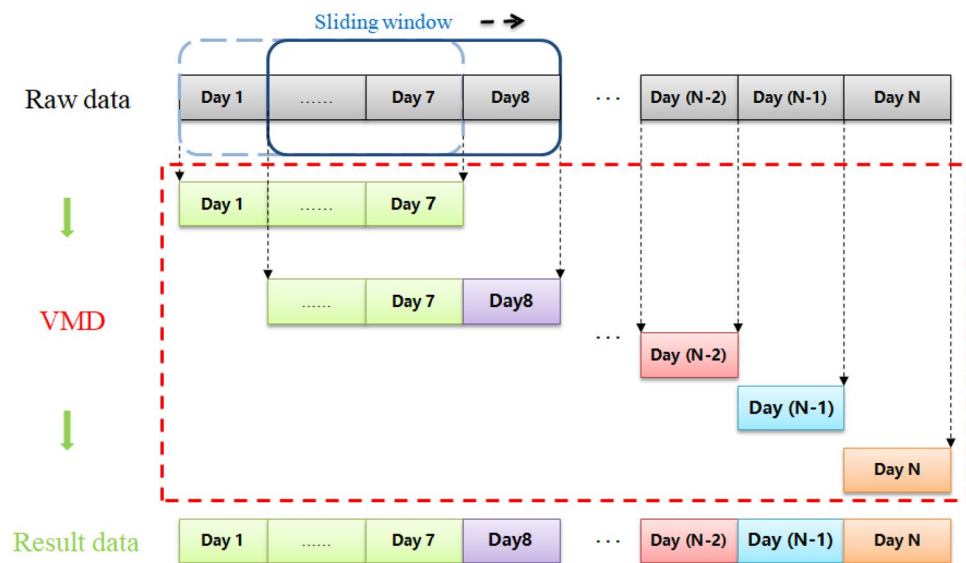 Sliding window
Raw data Day 1 ...... Day 7 Day8 ... Day (N-2) Day (N-1) Day N
Day 1 ...... Day 7
VMD ...... Day 7 Day8
... Day (N-2)
Day (N-1)
Day N
Result data Day 1 ...... Day 7 Day8 ... Day (N-2) Day (N-1) Day N